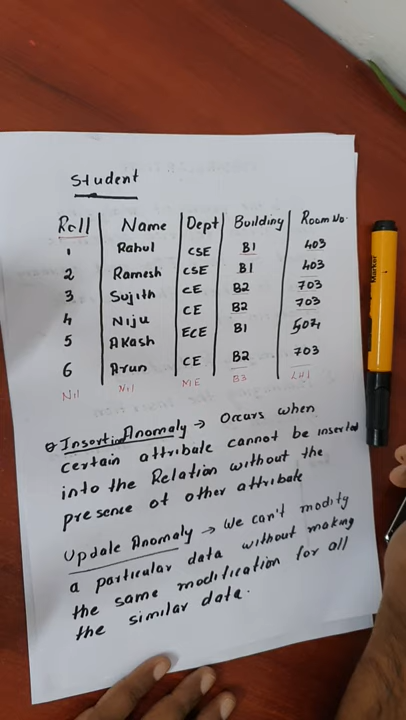 Student
Roll Name Dept Building Room No.
1 Rahul CSE B1 403
2 Ramesh CSE B1 403
3 Sujith CE B2 703
4 Niju CE B2 703
5 Akash ECE B1 507
6 Arun CE B2 703
Nil Nil ME B3 441
Insertion Anomaly → Occurs when
certain attribale cannot be inserted
into the Relation without the
presence of other attribale
Update Anomaly → We can't modify
a particular data without making
the same modification for all
the similar data.
Marker